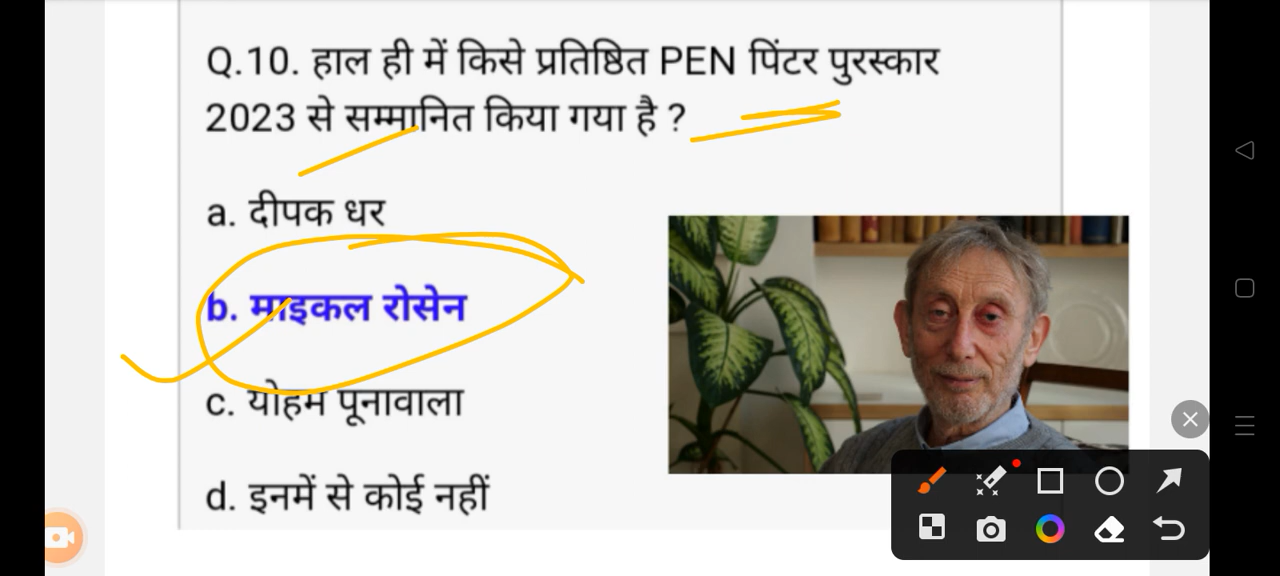 Q.10. हाल ही में किसे प्रतिष्ठित PEN पिंटर पुरस्कार
2023 से सम्मानित किया गया है ?
a. दीपक धर
b. माइकल रोसेन
c. योहम पूनावाला
d. इनमें से कोई नहीं